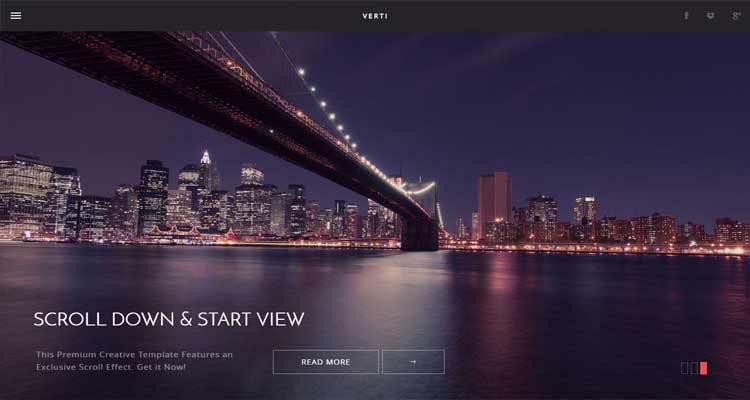 VERTI
SCROLL DOWN & START VIEW
This Premium Creative Template Features an
Exclusive Scroll Effect. Get it Now!
READ MORE →